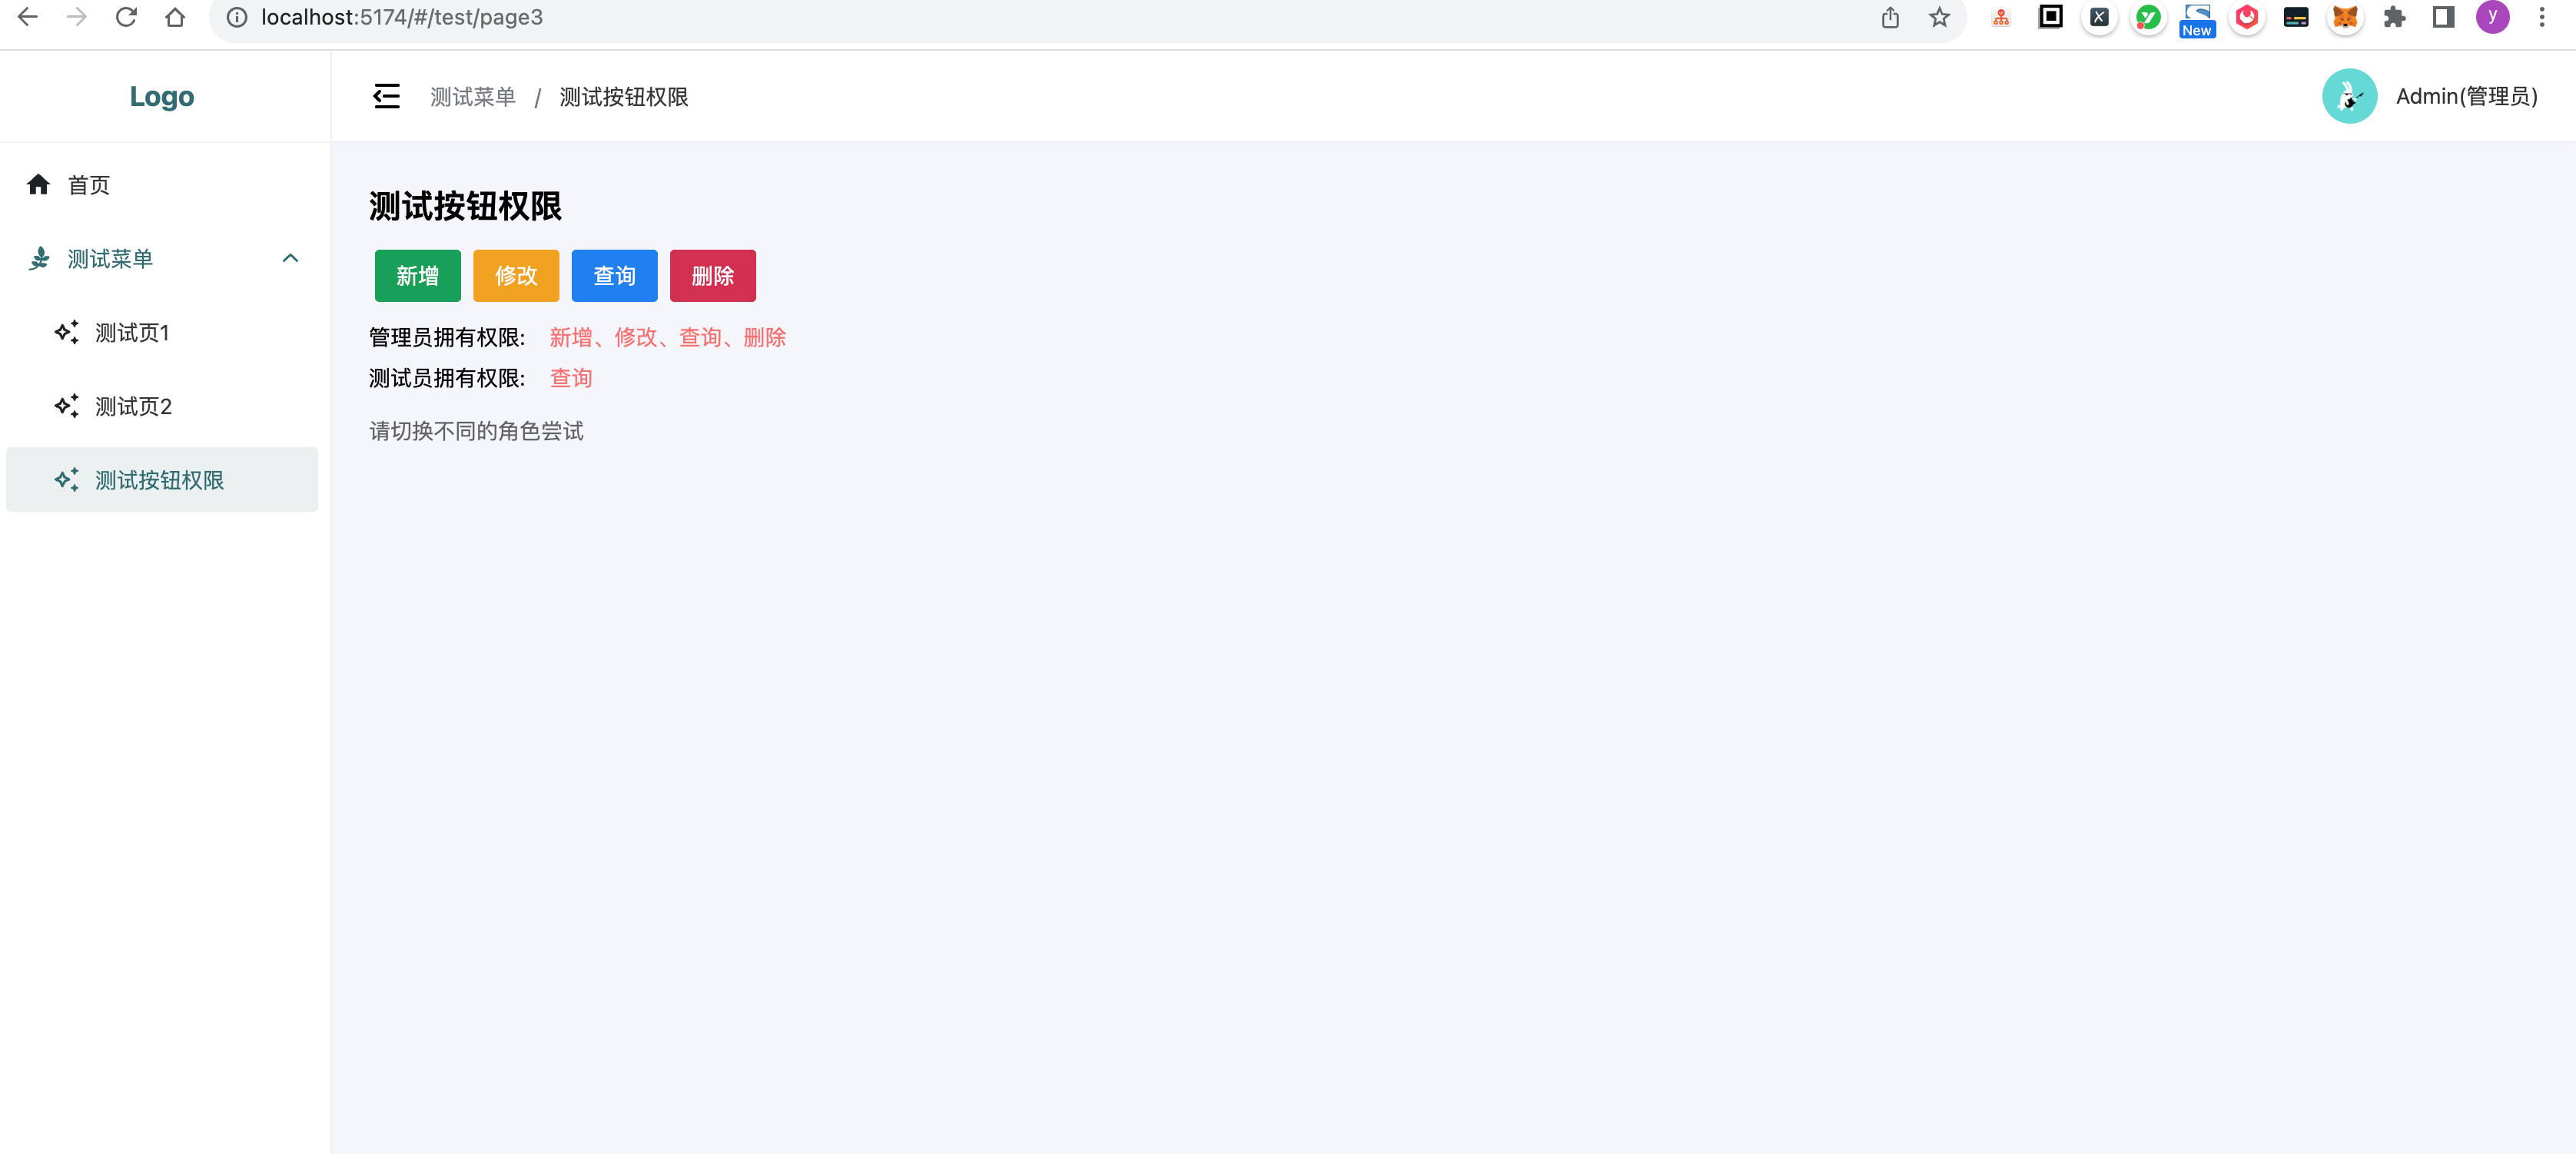 localhost:5174/#/test/page3
New
y
Logo
测试菜单 / 测试按钮权限
Admin(管理员)
首页
测试菜单
测试页1
测试页2
测试按钮权限
测试按钮权限
新增 修改 查询 删除
管理员拥有权限: 新增、修改、查询、删除
测试员拥有权限: 查询
请切换不同的角色尝试